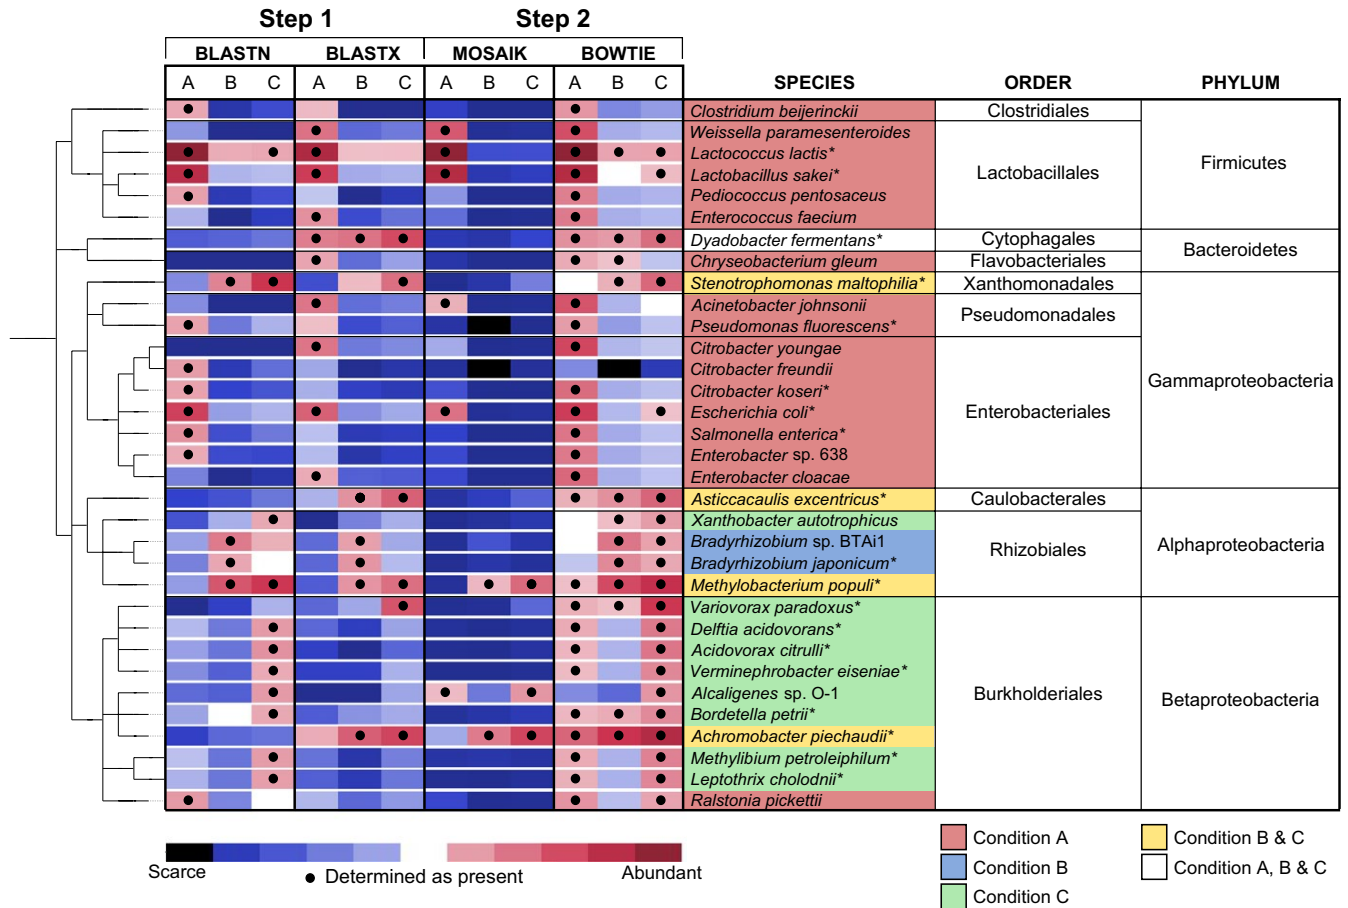 Step 1 Step 2
BLASTN BLASTX MOSAIK BOWTIE
A B C A B C A B C A B C SPECIES ORDER PHYLUM
Clostridium beijerinckii Clostridiales
Weissella paramesenteroides
Lactococcus lactis*
Lactobacillus sakei* Lactobacillales Firmicutes
Pediococcus pentosaceus
Enterococcus faecium
Dyadobacter fermentans* Cytophagales
Bacteroidetes
Chryseobacterium gleum Flavobacteriales
Stenotrophomonas maltophilia* Xanthomonadales
Acinetobacter johnsonii
Pseudomonadales
Pseudomonas fluorescens*
Citrobacter youngae
Citrobacter freundii
Gammaproteobacteria
Citrobacter koseri*
Escherichia coli* Enterobacteriales
Salmonella enterica*
Enterobacter sp. 638
Enterobacter cloacae
Asticcacaulis excentricus* Caulobacterales
Xanthobacter autotrophicus
Bradyrhizobium sp. BTAi1 Rhizobiales Alphaproteobacteria
Bradyrhizobium japonicum*
Methylobacterium populi*
Variovorax paradoxus*
Delftia acidovorans*
Acidovorax citrulli*
Verminephrobacter eiseniae*
Alcaligenes sp. O-1 Burkholderiales Betaproteobacteria
Bordetella petrii*
Achromobacter piechaudii*
Methylibium petroleiphilum*
Leptothrix cholodnii*
Ralstonia pickettii
Scarce Abundant
Determined as present
Condition A Condition B & C
Condition B Condition A, B & C
Condition C